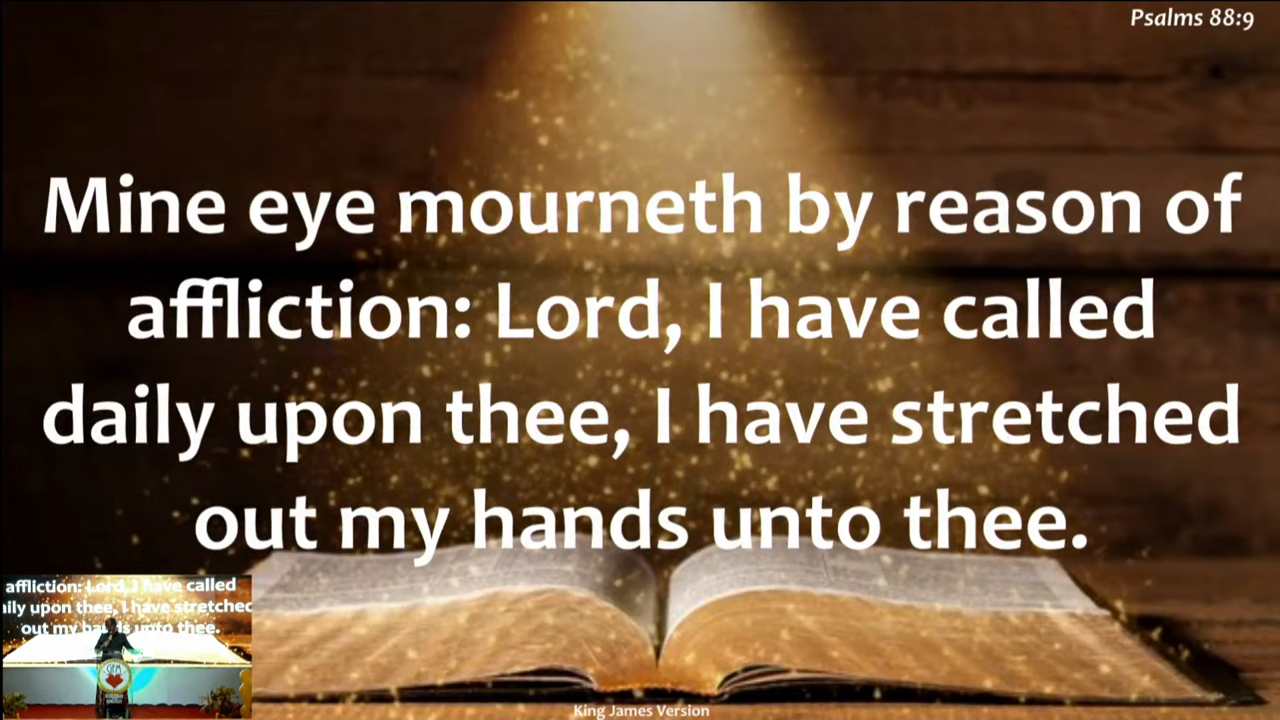 Psalms 88:9
Mine eye mourneth by reason of
affliction: Lord, I have called
daily upon thee, I have stretched
out my hands unto thee.
affliction: Lord, I have called
ily upon thee, I have stretched
out my hands unto thee.
King James Version